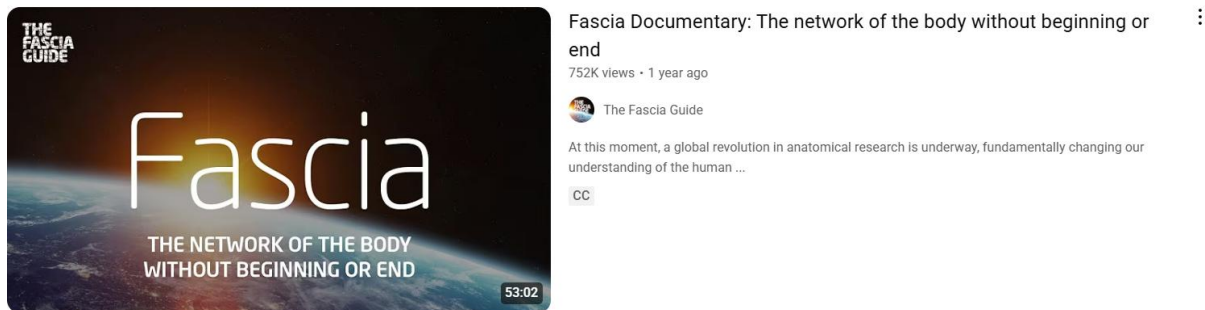 THE
FASCIA
GUIDE
Fascia
THE NETWORK OF THE BODY
WITHOUT BEGINNING OR END
53:02
Fascia Documentary: The network of the body without beginning or
end
752K views • 1 year ago
The Fascia Guide
At this moment, a global revolution in anatomical research is underway, fundamentally changing our
understanding of the human ...
CC